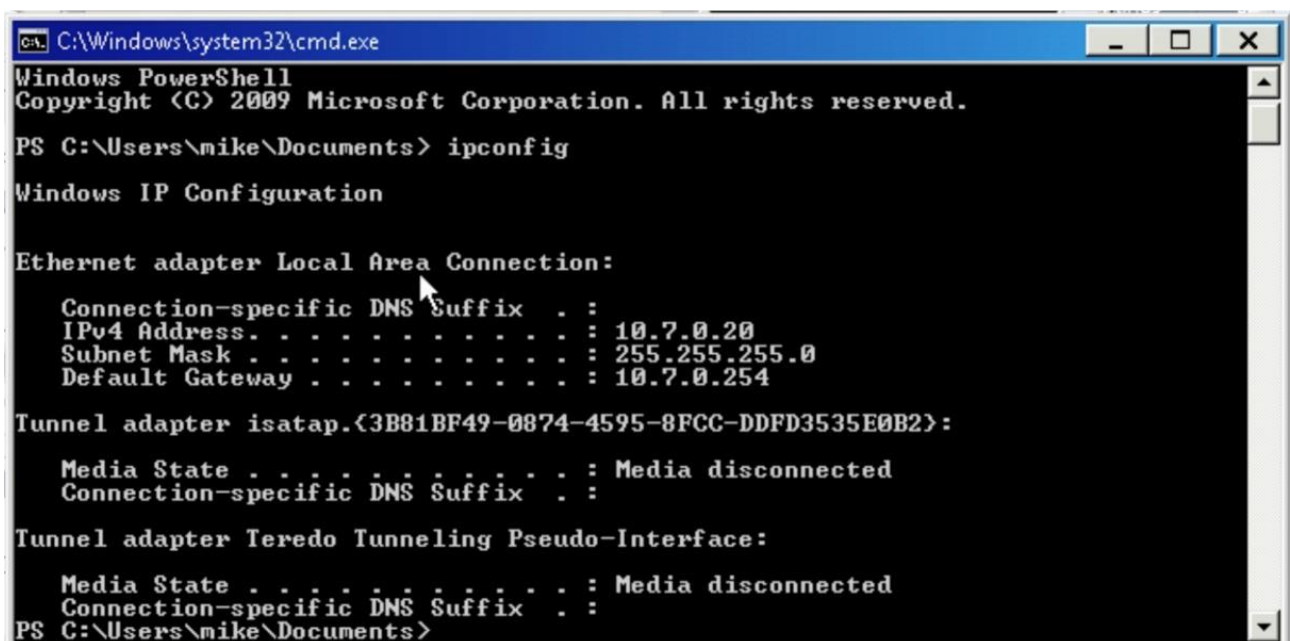 C:\Windows\system32\cmd.exe
Windows PowerShell
Copyright (C) 2009 Microsoft Corporation. All rights reserved.
PS C:\Users\mike\Documents> ipconfig
Windows IP Configuration
Ethernet adapter Local Area Connection:
Connection-specific DNS Suffix . :
IPv4 Address. . . . . . . . . . . : 10.7.0.20
Subnet Mask . . . . . . . . . . . : 255.255.255.0
Default Gateway . . . . . . . . . : 10.7.0.254
Tunnel adapter isatap.{3B81BF49-0874-4595-8FCC-DDFD3535E0B2}:
Media State . . . . . . . . . . . : Media disconnected
Connection-specific DNS Suffix . :
Tunnel adapter Teredo Tunneling Pseudo-Interface:
Media State . . . . . . . . . . . : Media disconnected
Connection-specific DNS Suffix . :
PS C:\Users\mike\Documents>